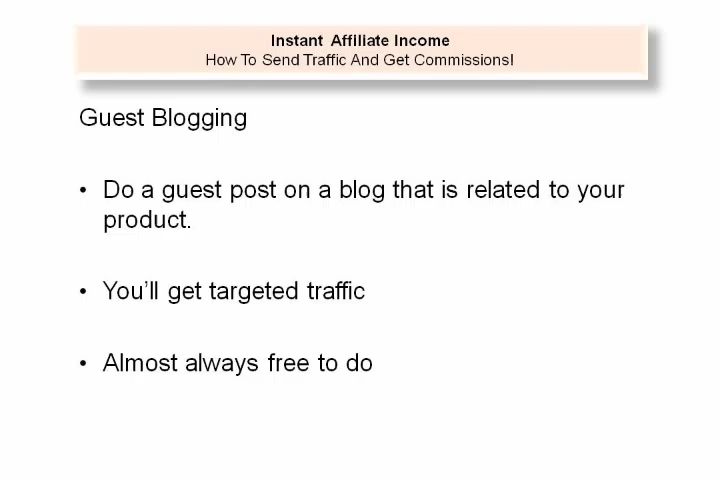 Instant Affiliate Income
How To Send Traffic And Get Commissions!
Guest Blogging
• Do a guest post on a blog that is related to your
product.
• You'll get targeted traffic
• Almost always free to do